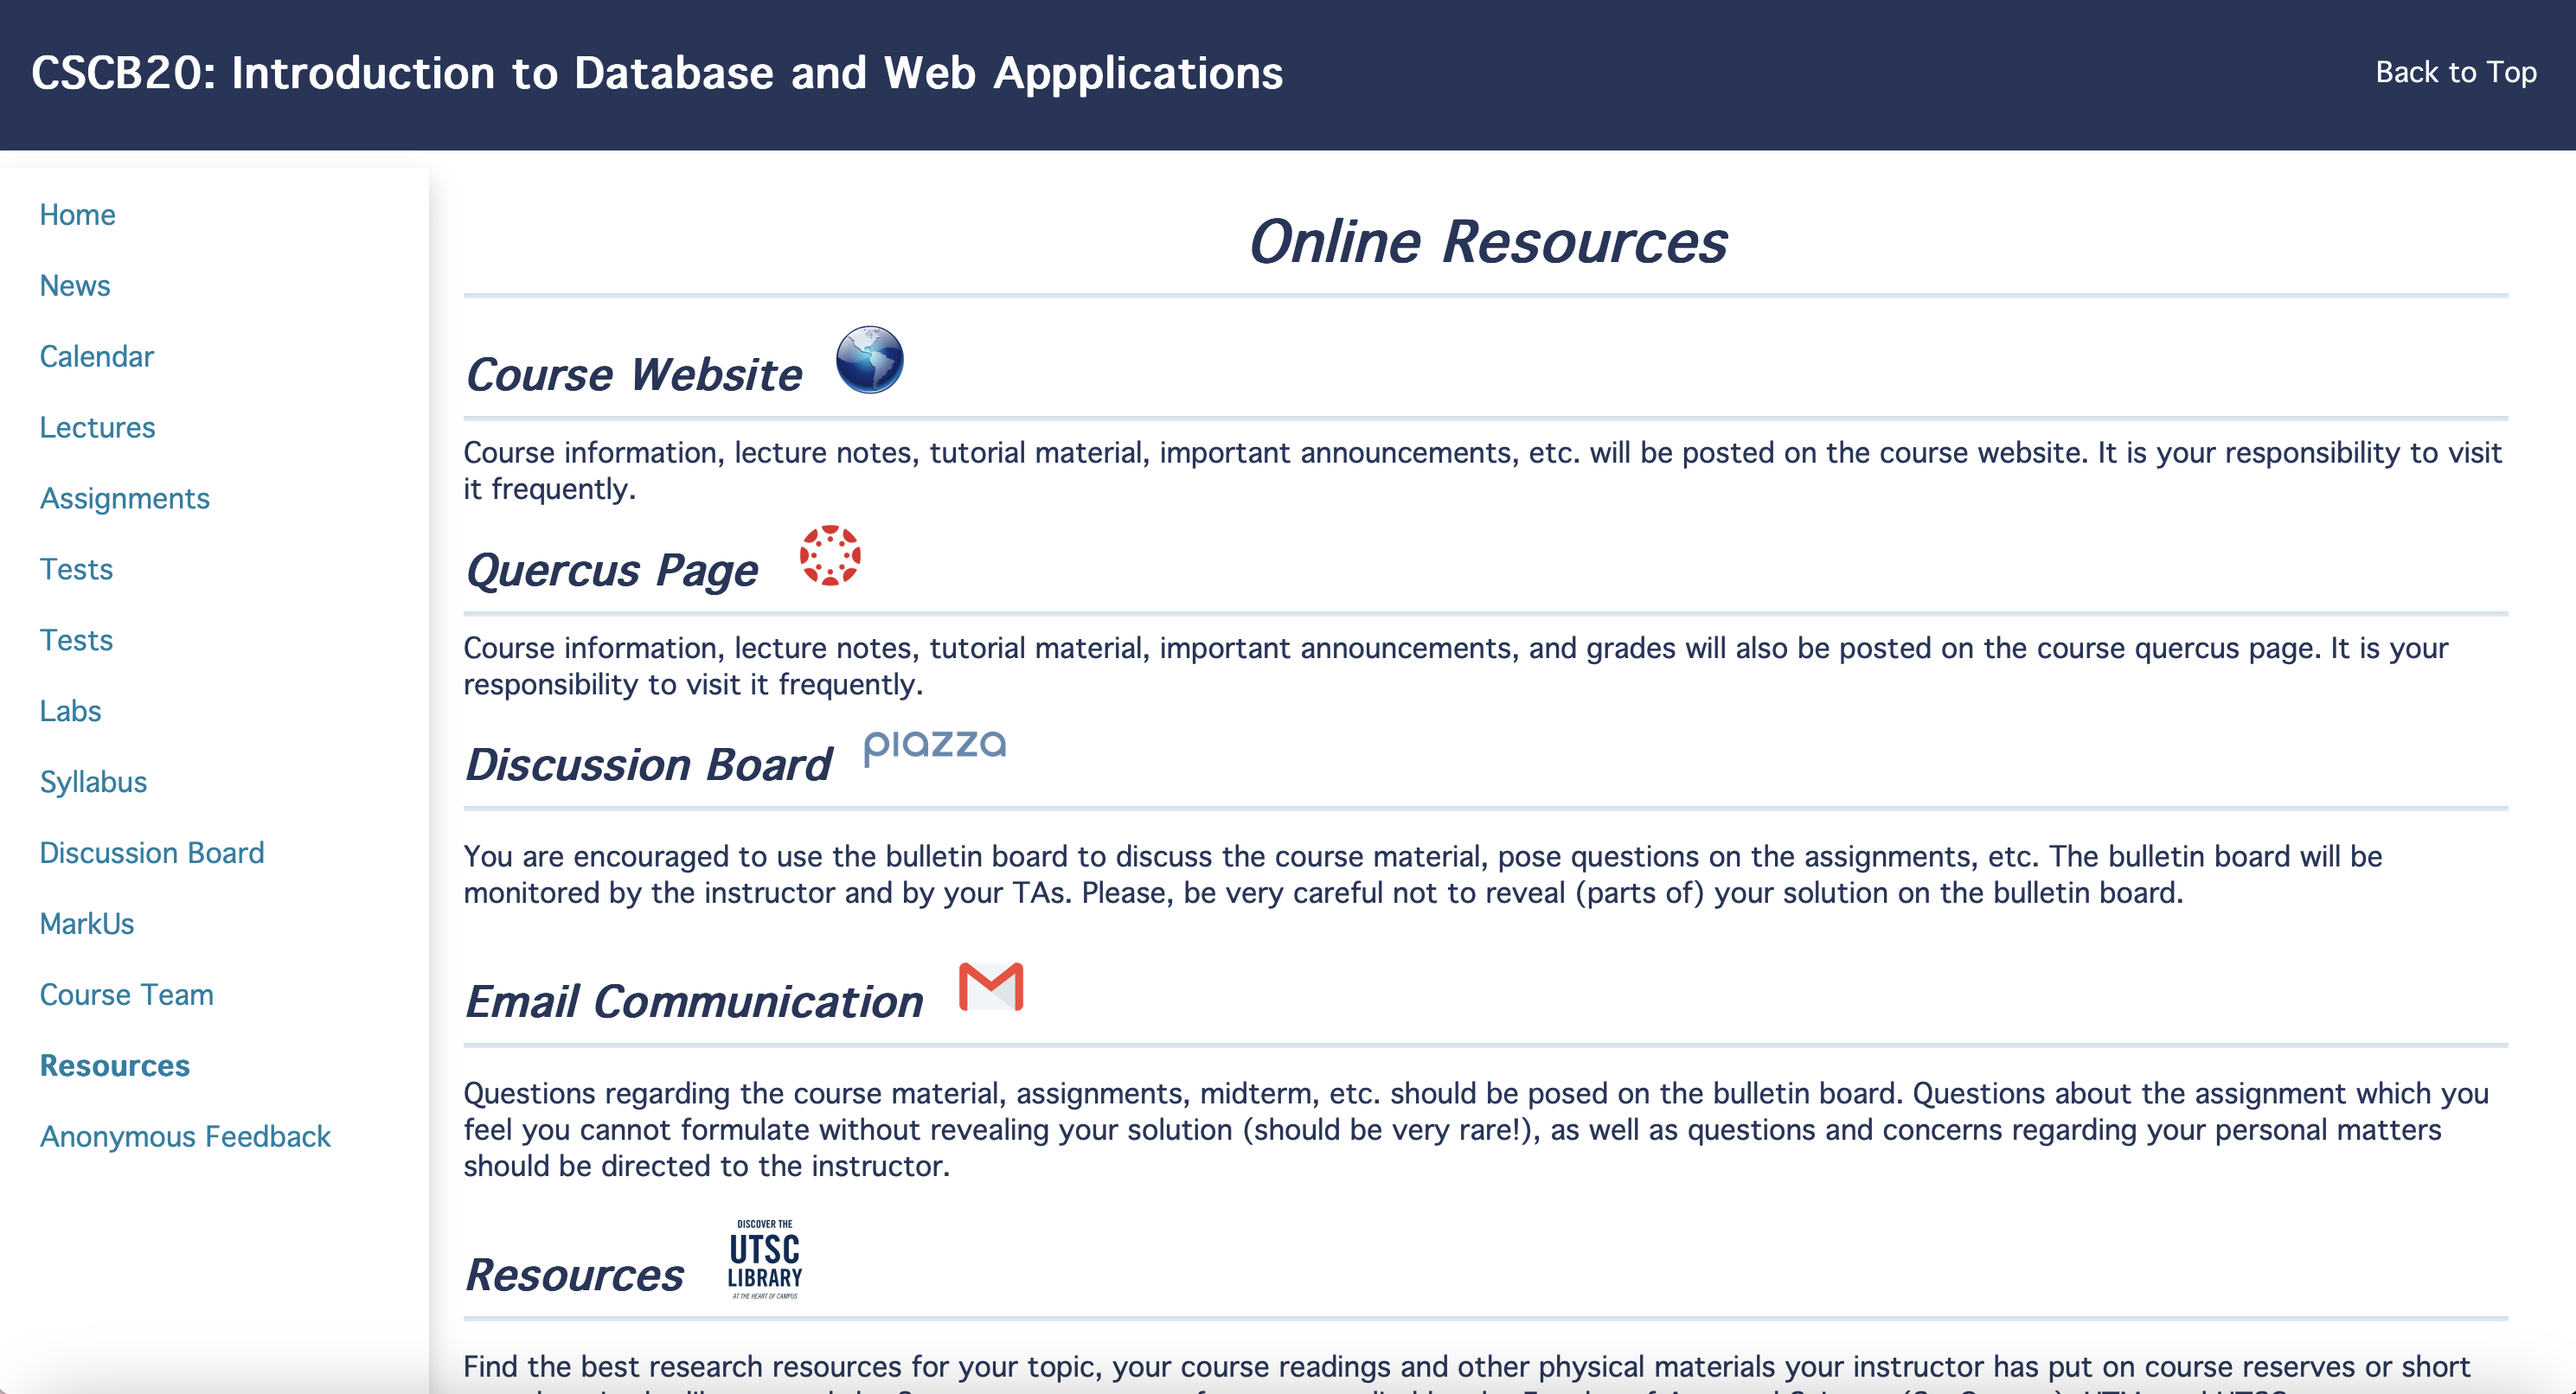 CSCB20: Introduction to Database and Web Appplications
Back to Top
Home
News
Calendar
Lectures
Assignments
Tests
Tests
Labs
Syllabus
Discussion Board
MarkUs
Course Team
Resources
Anonymous Feedback
Online Resources
Course Website
Course information, lecture notes, tutorial material, important announcements, etc. will be posted on the course website. It is your responsibility to visit
it frequently.
Quercus Page
Course information, lecture notes, tutorial material, important announcements, and grades will also be posted on the course quercus page. It is your
responsibility to visit it frequently.
Discussion Board piazza
You are encouraged to use the bulletin board to discuss the course material, pose questions on the assignments, etc. The bulletin board will be
monitored by the instructor and by your TAs. Please, be very careful not to reveal (parts of) your solution on the bulletin board.
Email Communication
Questions regarding the course material, assignments, midterm, etc. should be posed on the bulletin board. Questions about the assignment which you
feel you cannot formulate without revealing your solution (should be very rare!), as well as questions and concerns regarding your personal matters
should be directed to the instructor.
DISCOVER THE
UTSC
LIBRARY
AT THE HEART OF CAMPUS
Resources
Find the best research resources for your topic, your course readings and other physical materials your instructor has put on course reserves or short